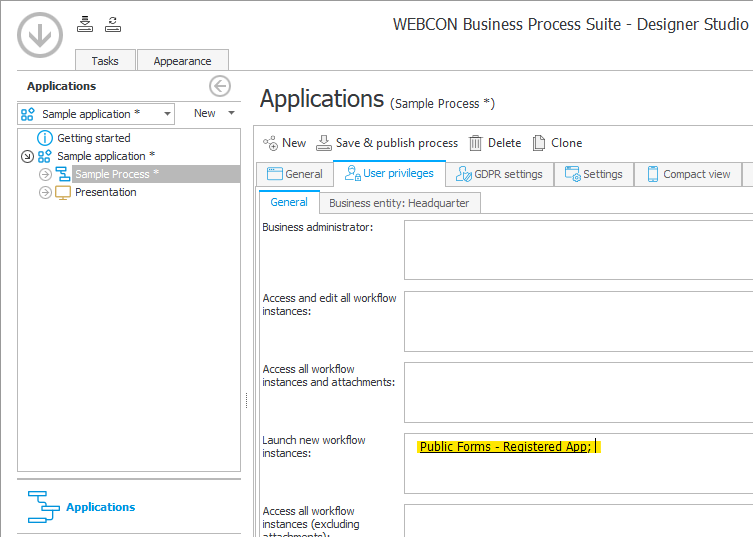 WEBCON Business Process Suite - Designer Studio
Tasks
Appearance
Applications
Sample application *
New
Getting started
Sample application *
Sample Process *
Presentation
Applications
Applications (Sample Process *)
New
Save & publish process
Delete
Clone
General
User privileges
GDPR settings
Settings
Compact view
General
Business entity: Headquarter
Business administrator:
Access and edit all workflow
instances:
Access all workflow
instances and attachments:
Launch new workflow
instances:
Public Forms - Registered App;
Access all workflow
instances (excluding
attachments):